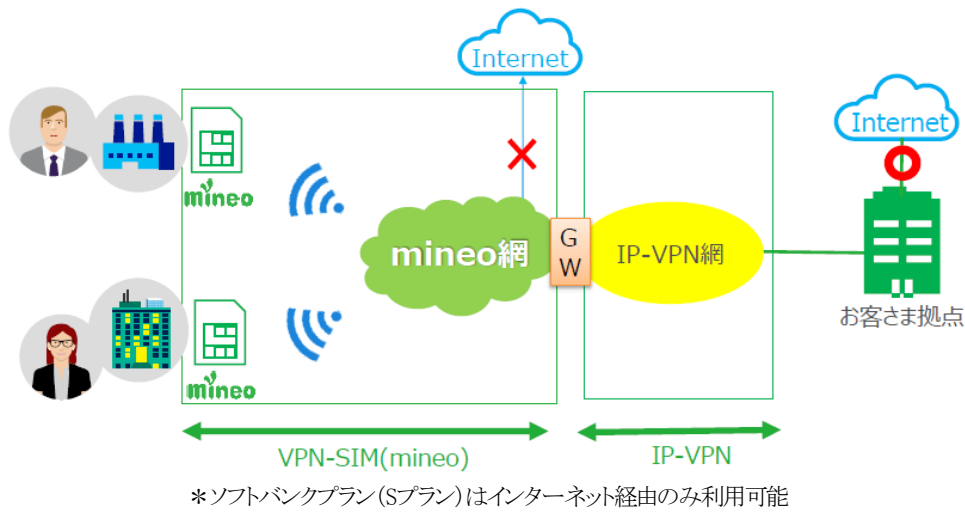 Internet
mineo
mineo網
GW
IP-VPN網
Internet
お客さま拠点
mineo
VPN-SIM(mineo)
IP-VPN
＊ソフトバンクプラン(Sプラン)はインターネット経由のみ利用可能